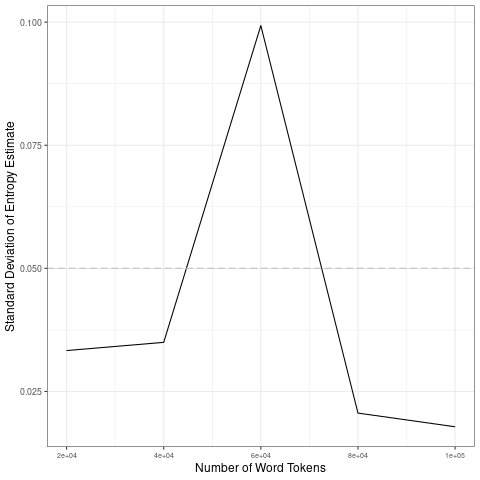 0.100
0.075
0.050
0.025
Standard Deviation of Entropy Estimate
2e+04 4e+04 6e+04 8e+04 1e+05
Number of Word Tokens